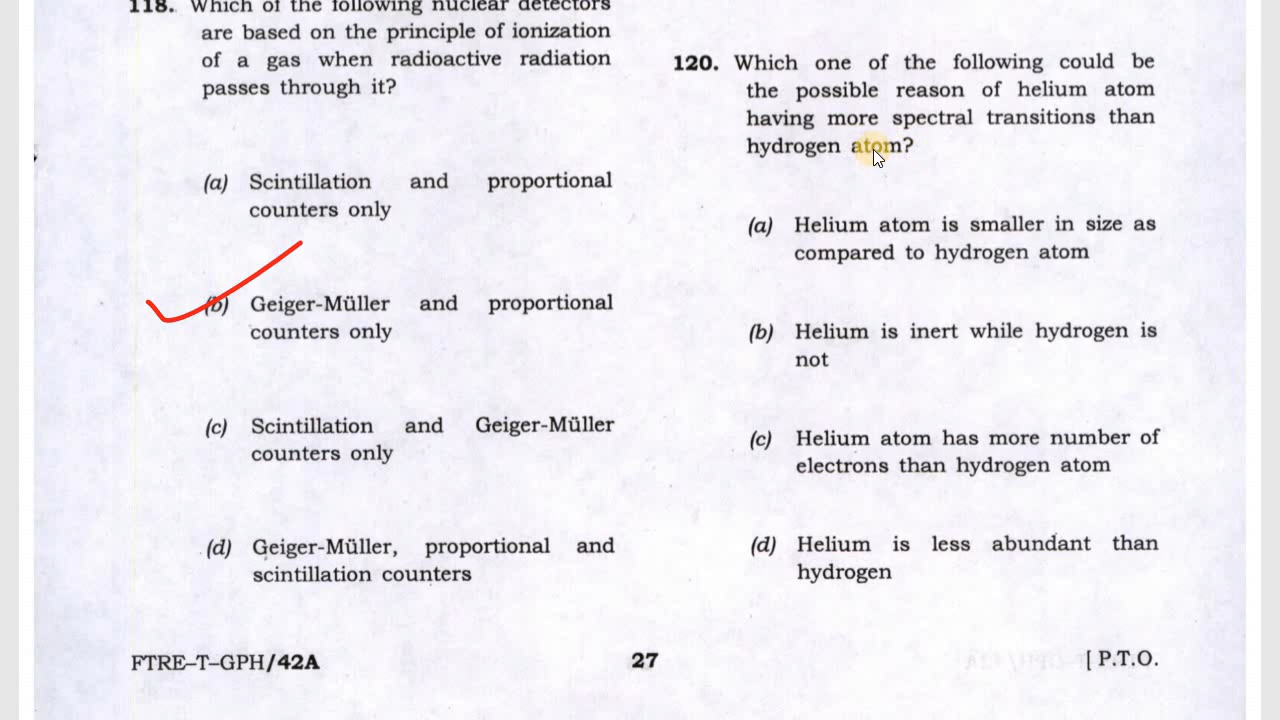 118. Which of the following nuclear detectors
are based on the principle of ionization
of a gas when radioactive radiation
passes through it?
(a) Scintillation and proportional
counters only
(b) Geiger-Müller and proportional
counters only
(c) Scintillation and Geiger-Müller
counters only
(d) Geiger-Müller, proportional and
scintillation counters
120. Which one of the following could be
the possible reason of helium atom
having more spectral transitions than
hydrogen atom?
(a) Helium atom is smaller in size as
compared to hydrogen atom
(b) Helium is inert while hydrogen is
not
(c) Helium atom has more number of
electrons than hydrogen atom
(d) Helium is less abundant than
hydrogen
FTRE–T–GPH/42A
27
[ P.T.O.